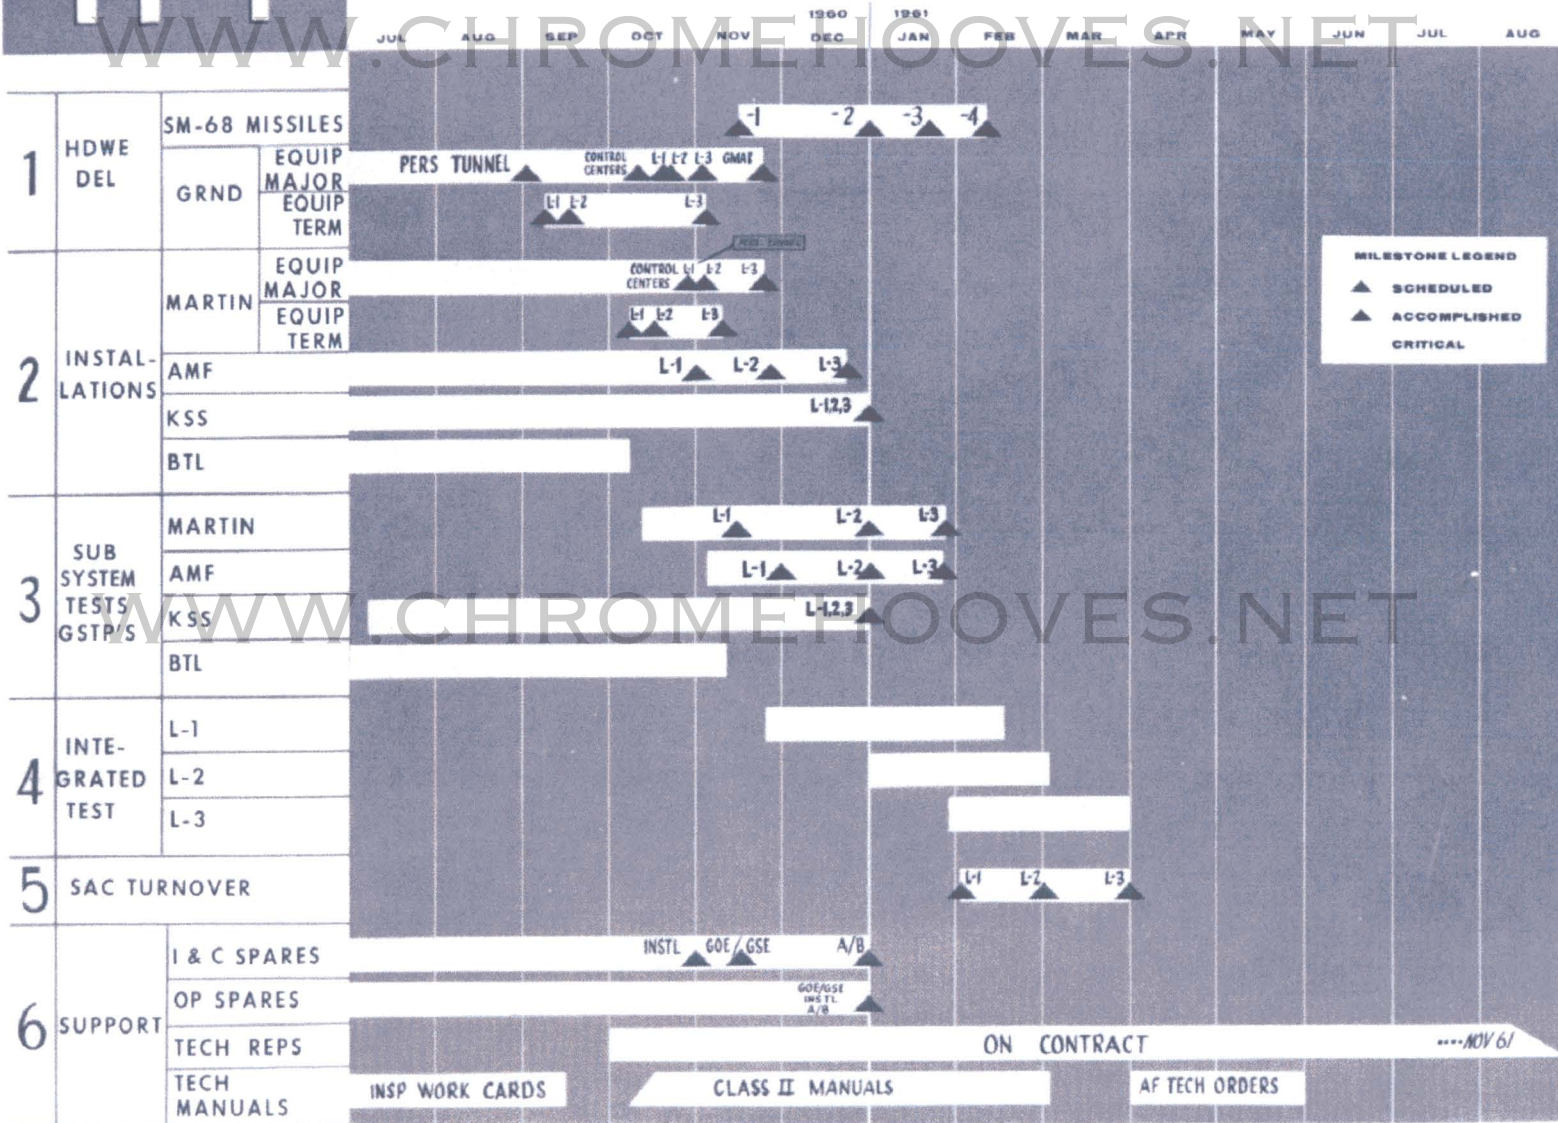 1960 1961
JUL AUG SEP OCT NOV DEC JAN FEB MAR APR MAY JUN JUL AUG
WWW.CHROMEHOOVES.NET
1 HDWE DEL
SM-68 MISSILES -1 -2 -3 -4
GRND
EQUIP MAJOR PERS TUNNEL CONTROL CENTERS L-1 L-2 L-3
EQUIP TERM L-1 L-2 L-3
PERS. TUNNEL
2 INSTAL-LATIONS
MARTIN
EQUIP MAJOR CONTROL CENTERS L-1 L-2 L-3
EQUIP TERM L-1 L-2 L-3
AMF L-1 L-2 L-3
KSS L-1,2,3
BTL
MILESTONE LEGEND
SCHEDULED
ACCOMPLISHED
CRITICAL
3 SUB SYSTEM TESTS GSTP'S
MARTIN L-1 L-2 L-3
AMF L-1 L-2 L-3
KSS L-1,2,3
WWW.CHROMEHOOVES.NET
BTL
4 INTE-GRATED TEST
L-1
L-2
L-3
5 SAC TURNOVER L-1 L-2 L-3
6 SUPPORT
I & C SPARES INSTL GOE/GSE A/B
OP SPARES GOE/GSE INSTL A/B
TECH REPS ON CONTRACT ....NOV 61
TECH MANUALS INSP WORK CARDS CLASS II MANUALS AF TECH ORDERS